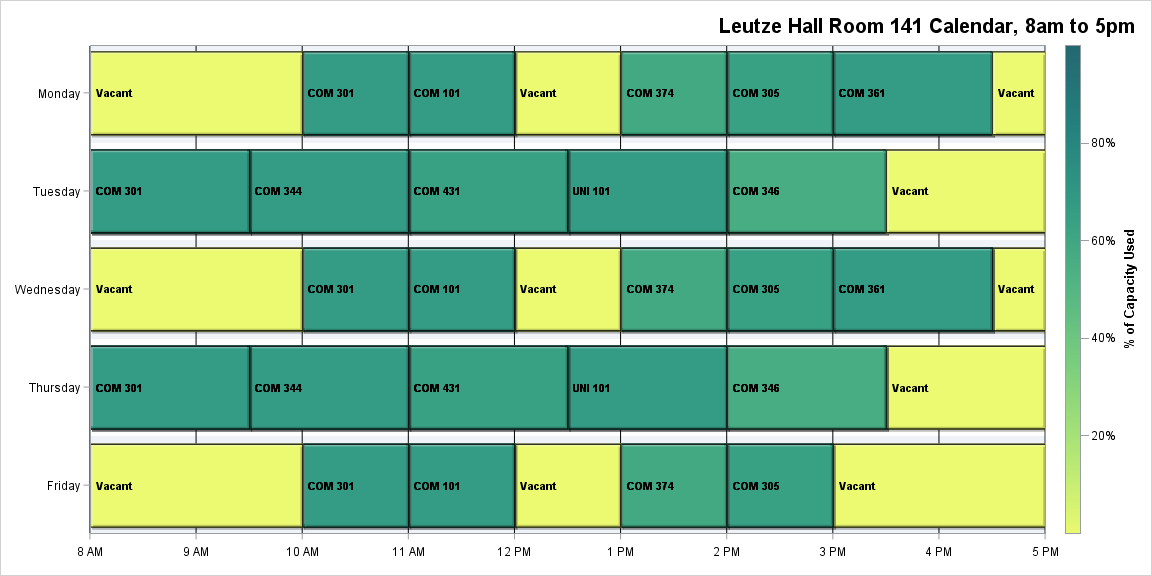 Leutze Hall Room 141 Calendar, 8am to 5pm
Monday
Vacant
COM 301
COM 101
Vacant
COM 374
COM 305
COM 361
Vacant
Tuesday
COM 301
COM 344
COM 431
UNI 101
COM 346
Vacant
Wednesday
Vacant
COM 301
COM 101
Vacant
COM 374
COM 305
COM 361
Vacant
Thursday
COM 301
COM 344
COM 431
UNI 101
COM 346
Vacant
Friday
Vacant
COM 301
COM 101
Vacant
COM 374
COM 305
Vacant
8 AM
9 AM
10 AM
11 AM
12 PM
1 PM
2 PM
3 PM
4 PM
5 PM
80%
60%
40%
20%
% of Capacity Used